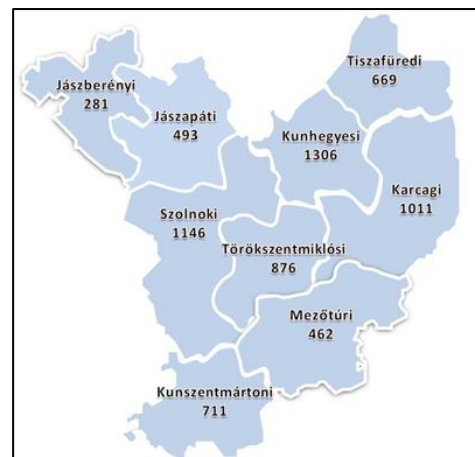 Tiszafüredi
669
Jászberényi
281
Jászapáti
493
Kunhegyesi
1306
Karcagi
1011
Szolnoki
1146
Törökszentmiklósi
876
Mezőtúri
462
Kunszentmártoni
711